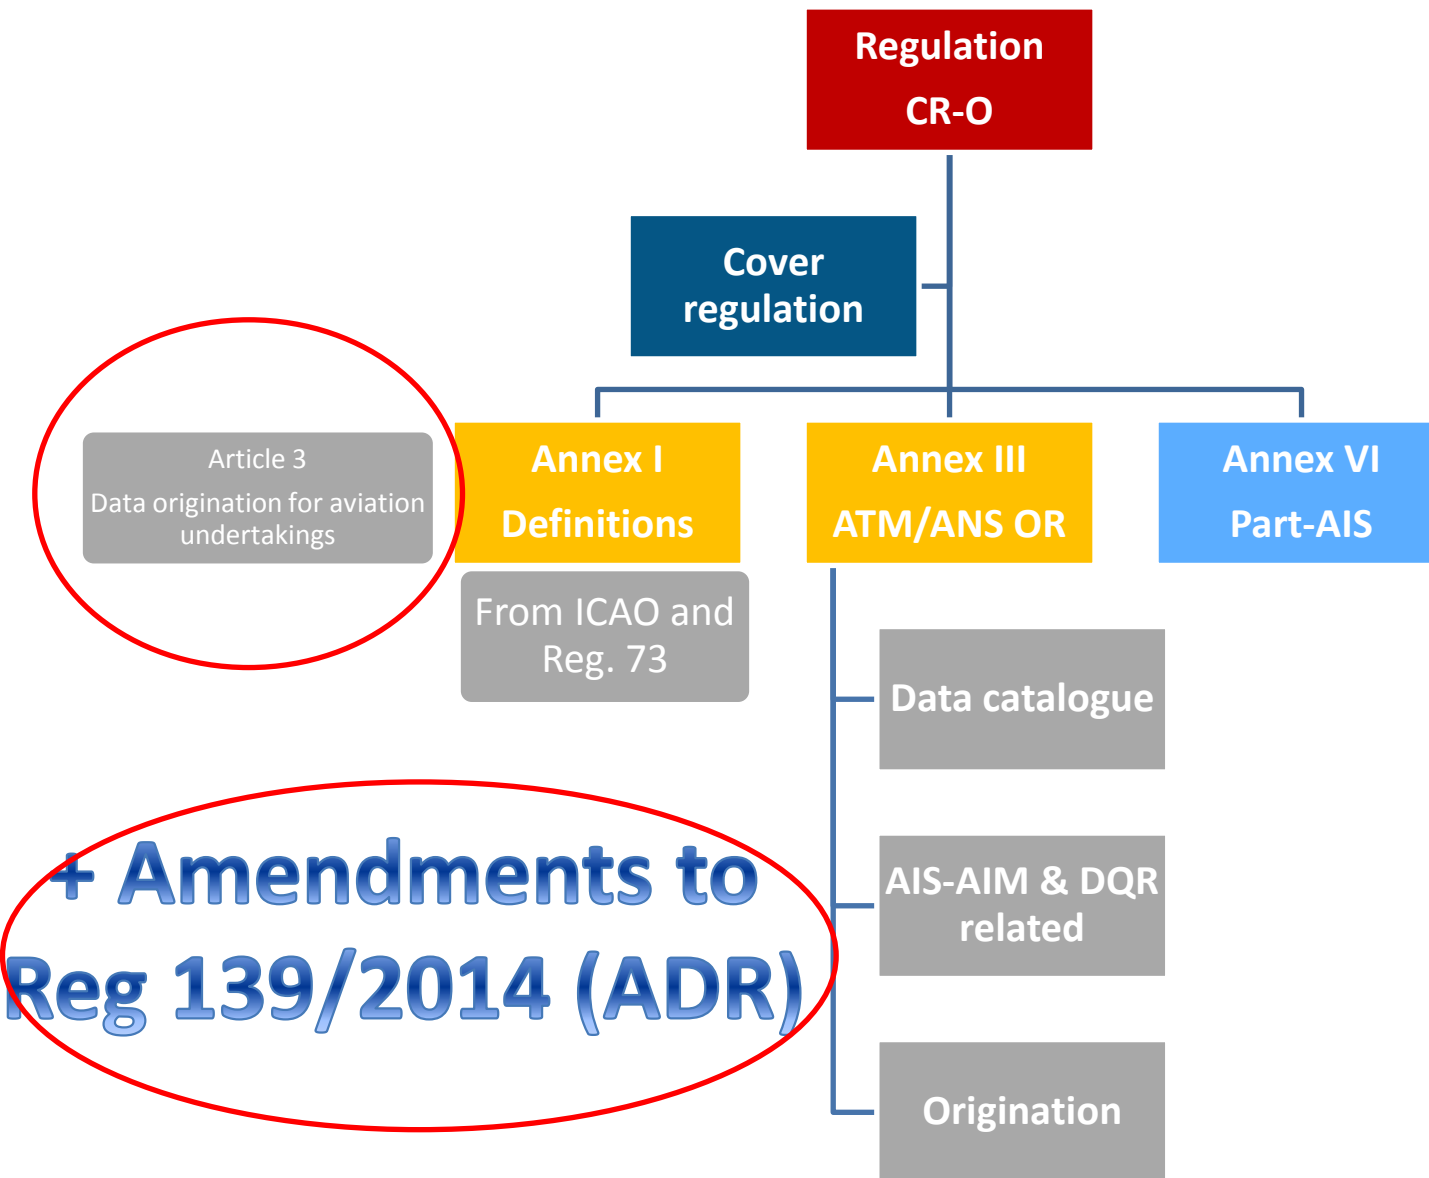 Regulation
CR-O
Cover
regulation
Article 3
Data origination for aviation
undertakings
Annex I
Definitions
Annex III
ATM/ANS OR
Annex VI
Part-AIS
From ICAO and
Reg. 73
Data catalogue
AIS-AIM & DQR
related
Origination
+ Amendments to
Reg 139/2014 (ADR)